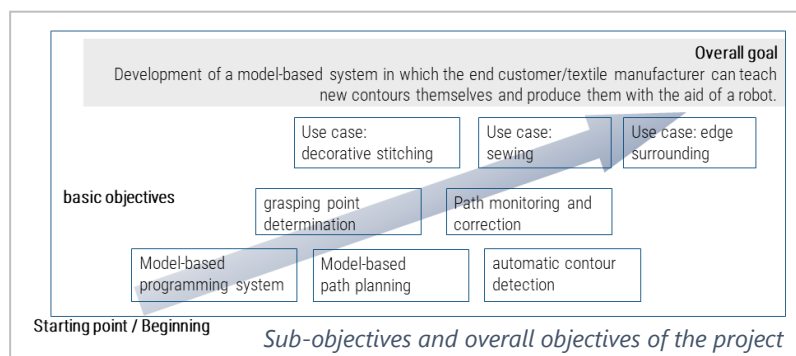 Overall goal
Development of a model-based system in which the end customer/textile manufacturer can teach
new contours themselves and produce them with the aid of a robot.
Use case:
decorative stitching
Use case:
sewing
Use case: edge
surrounding
basic objectives
grasping point
determination
Path monitoring and
correction
Model-based
programming system
Model-based
path planning
automatic contour
detection
Starting point / Beginning
Sub-objectives and overall objectives of the project